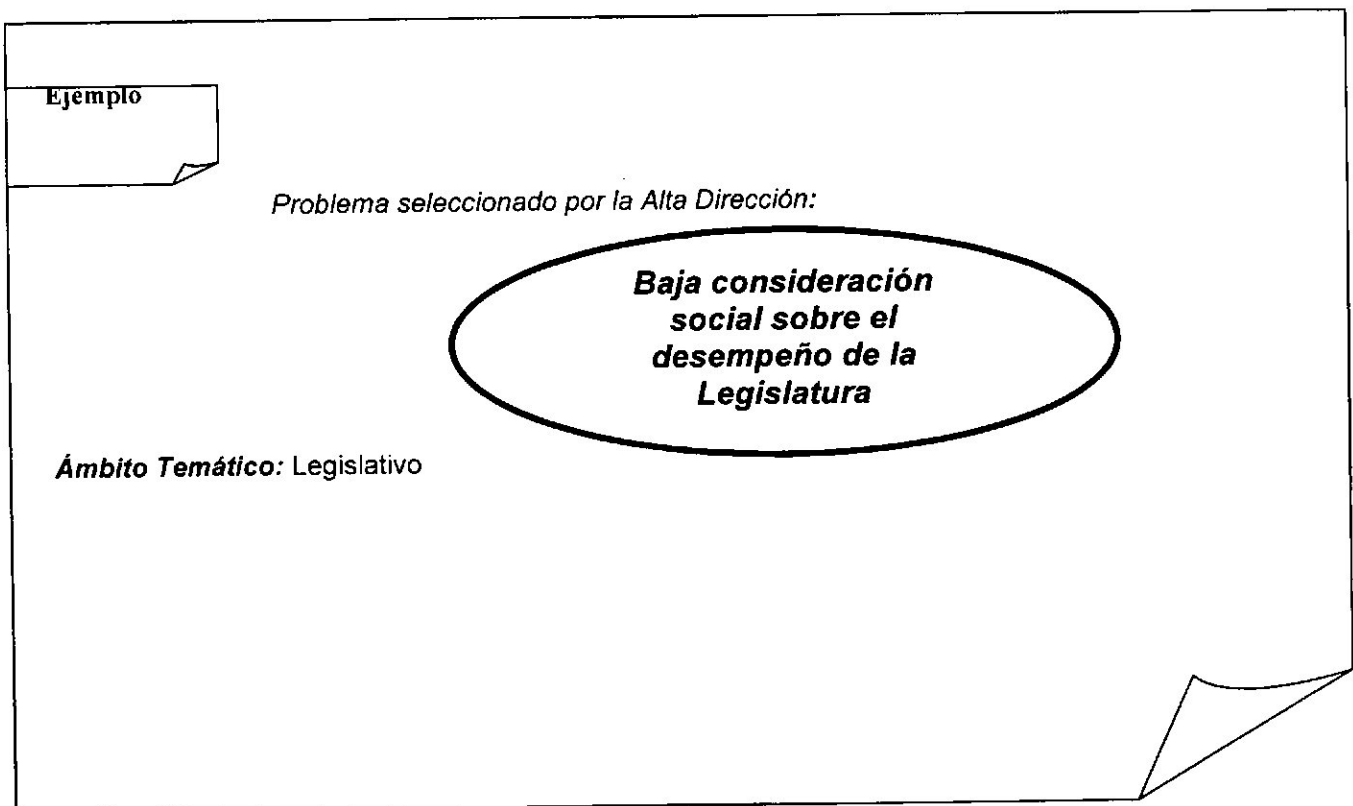 Ejemplo
Problema seleccionado por la Alta Dirección:
Baja consideración
social sobre el
desempeño de la
Legislatura
Ámbito Temático: Legislativo